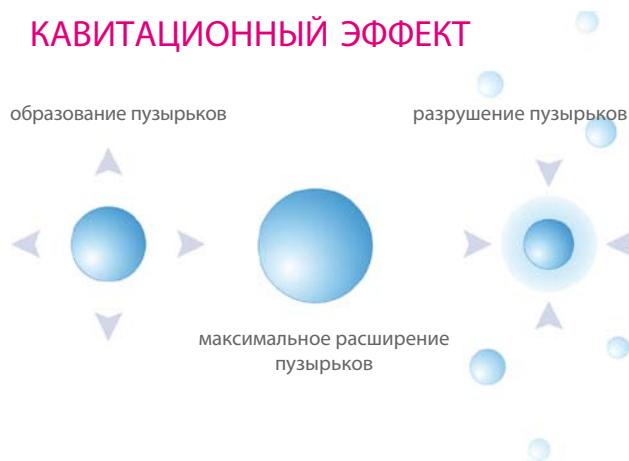 КАВИТАЦИОННЫЙ ЭФФЕКТ
образование пузырьков
разрушение пузырьков
максимальное расширение
пузырьков